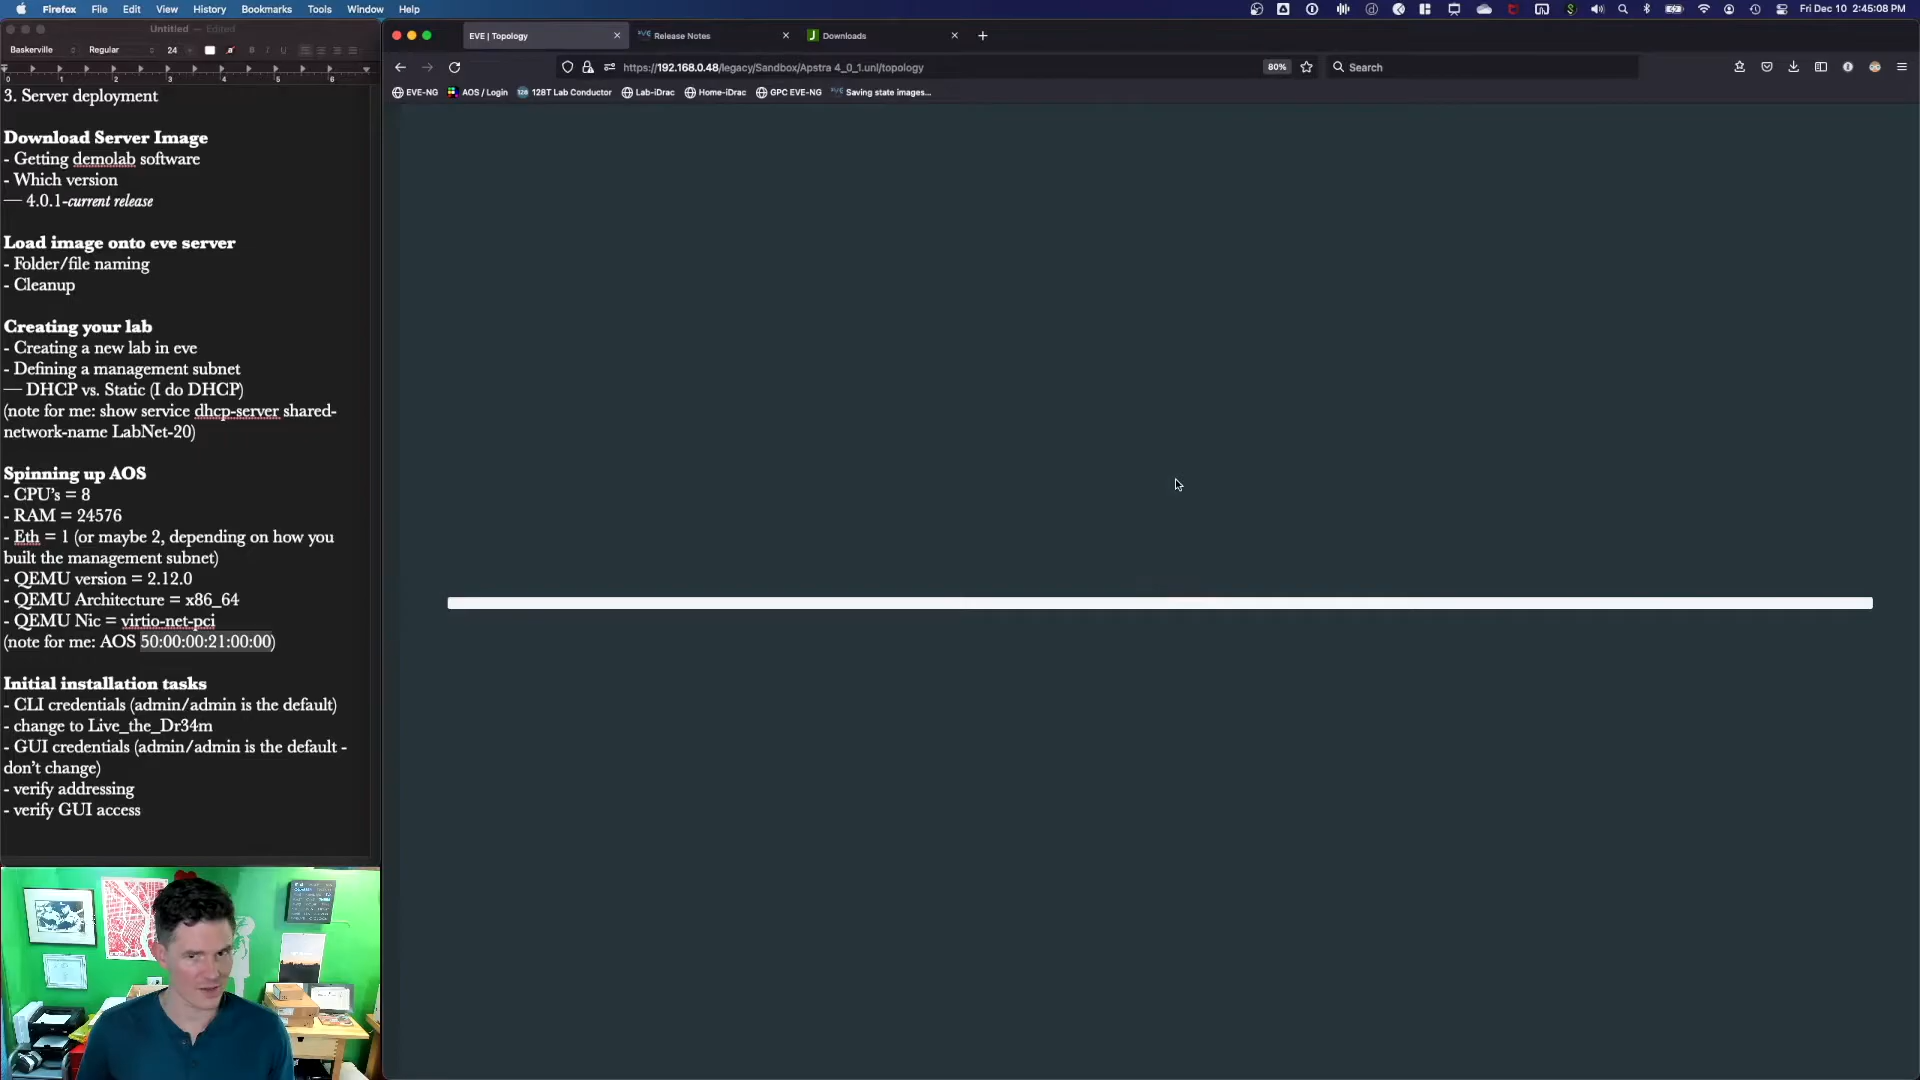 Firefox File Edit View History Bookmarks Tools Window Help
Fri Dec 10 2:45:08 PM
Untitled — Edited
Baskerville Regular 24
0 1 2 3 4 5 6
3. Server deployment
Download Server Image
- Getting demolab software
- Which version
— 4.0.1-current release
Load image onto eve server
- Folder/file naming
- Cleanup
Creating your lab
- Creating a new lab in eve
- Defining a management subnet
— DHCP vs. Static (I do DHCP)
(note for me: show service dhcp-server shared-
network-name LabNet-20)
Spinning up AOS
- CPU’s = 8
- RAM = 24576
- Eth = 1 (or maybe 2, depending on how you
built the management subnet)
- QEMU version = 2.12.0
- QEMU Architecture = x86_64
- QEMU Nic = virtio-net-pci
(note for me: AOS 50:00:00:21:00:00)
Initial installation tasks
- CLI credentials (admin/admin is the default)
- change to Live_the_Dr34m
- GUI credentials (admin/admin is the default -
don’t change)
- verify addressing
- verify GUI access
EVE | Topology
Release Notes
Downloads
https://192.168.0.48/legacy/Sandbox/Apstra 4_0_1.unl/topology
80%
Search
EVE-NG AOS / Login 128T Lab Conductor Lab-iDrac Home-iDrac GPC EVE-NG Saving state images...